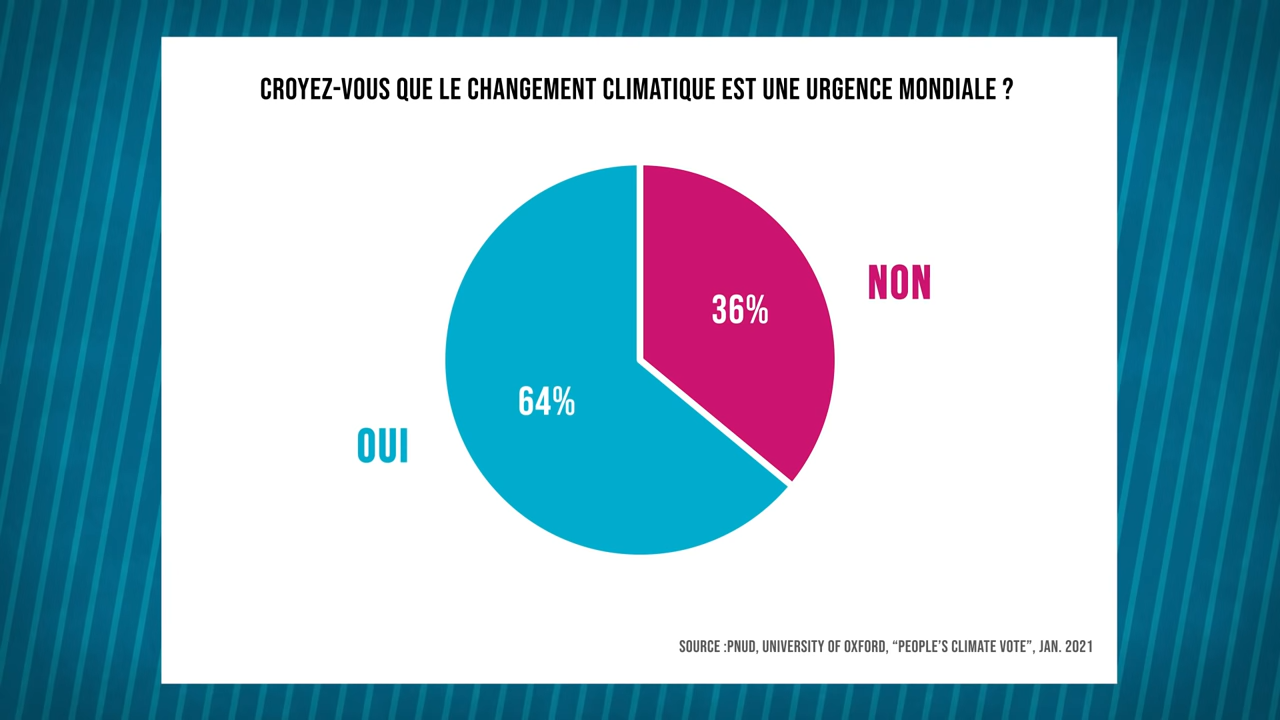 CROYEZ-VOUS QUE LE CHANGEMENT CLIMATIQUE EST UNE URGENCE MONDIALE ?
NON
36%
64%
OUI
SOURCE :PNUD, UNIVERSITY OF OXFORD, “PEOPLE’S CLIMATE VOTE”, JAN. 2021